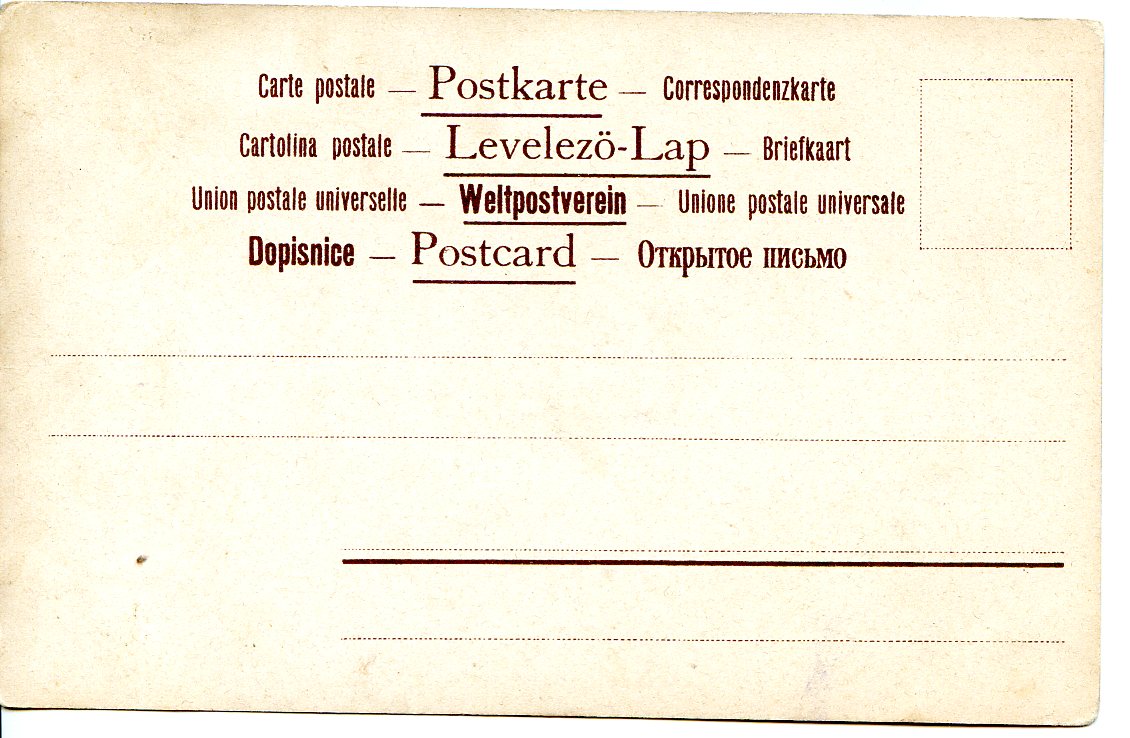 Carte postale — Postkarte — Correspondenzkarte
Cartolina postale — Levelezö-Lap — Briefkaart
Union postale universelle — Weltpostverein — Unione postale universale
Dopisnice — Postcard — Открытое письмо